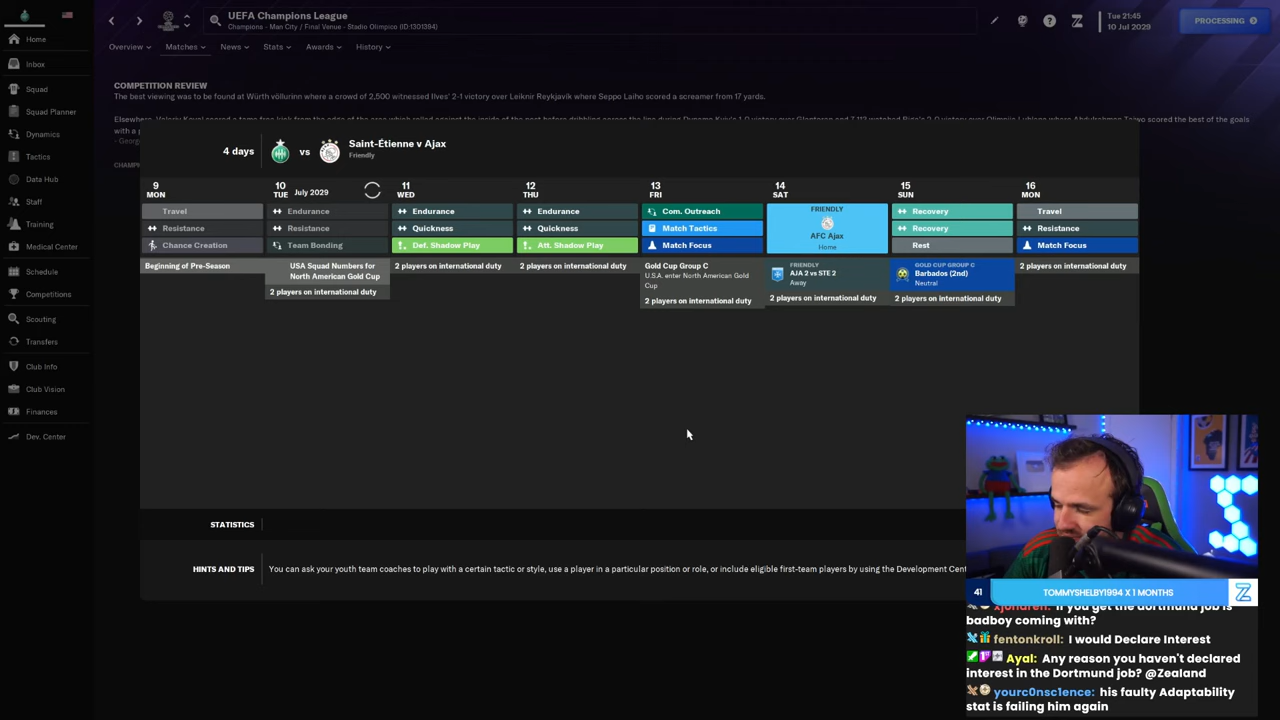 UEFA Champions League
Champions - Man City / Final Venue - Stadio Olimpico (ID:1301394)
Tue 21:45
10 Jul 2029
PROCESSING
Overview
Matches
News
Stats
Awards
History
Home
Inbox
Squad
Squad Planner
Dynamics
Tactics
Data Hub
Staff
Training
Medical Center
Schedule
Competitions
Scouting
Transfers
Club Info
Club Vision
Finances
Dev. Center
COMPETITION REVIEW
The best viewing was to be found at Würth völlurinn where a crowd of 2,500 witnessed Ilves' 2-1 victory over Leiknir Reykjavik where Seppo Laiho scored a screamer from 17 yards.
4 days
vs
Saint-Étienne v Ajax
Friendly
9
MON
10
TUE
July 2029
11
WED
12
THU
13
FRI
14
SAT
15
SUN
16
MON
Travel
Resistance
Chance Creation
Beginning of Pre-Season
Endurance
Resistance
Team Bonding
USA Squad Numbers for
North American Gold Cup
2 players on international duty
Endurance
Quickness
Def. Shadow Play
2 players on international duty
Endurance
Quickness
Att. Shadow Play
2 players on international duty
Com. Outreach
Match Tactics
Match Focus
Gold Cup Group C
U.S.A. enter North American Gold
Cup
2 players on international duty
FRIENDLY
AFC Ajax
Home
FRIENDLY
AJA 2 vs STE 2
Away
2 players on international duty
Recovery
Recovery
Rest
GOLD CUP GROUP C
Barbados (2nd)
Neutral
2 players on international duty
Travel
Resistance
Match Focus
2 players on international duty
STATISTICS
HINTS AND TIPS
You can ask your youth team coaches to play with a certain tactic or style, use a player in a particular position or role, or include eligible first-team players by using the Development Cent
41
TOMMYSHELBY1994 X 1 MONTHS
Z
xjondren: If you get the dortmund job is
badboy coming with?
fentonkroll: I would Declare Interest
Ayal: Any reason you haven't declared
interest in the Dortmund job? @Zealand
yourc0nsc1ence: his faulty Adaptability
stat is failing him again